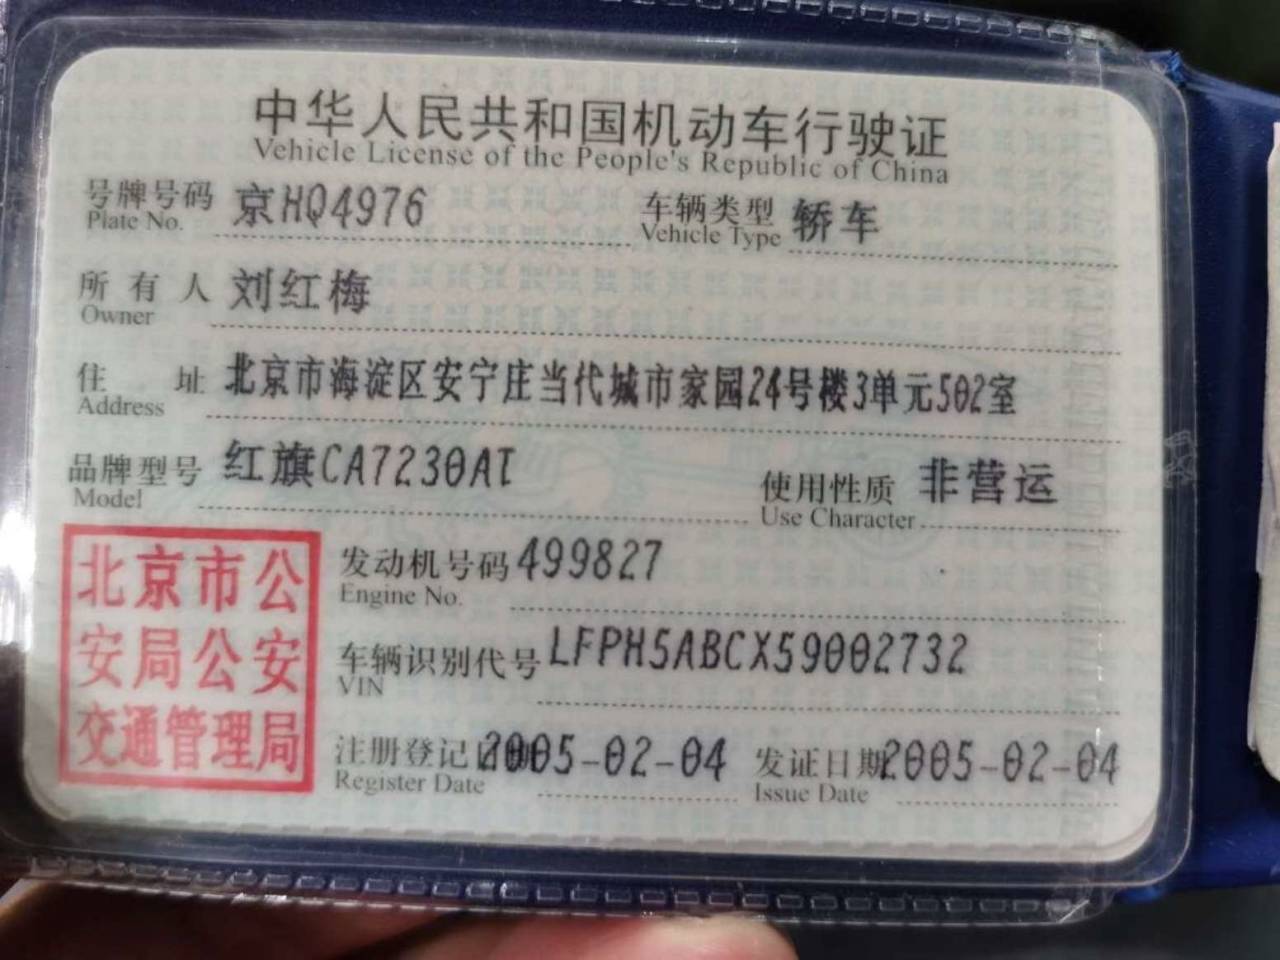 中华人民共和国机动车行驶证
Vehicle License of the People's Republic of China
号牌号码 京HQ4976 车辆类型 轿车
Plate No. Vehicle Type
所有人 刘红梅
Owner
住址 北京市海淀区安宁庄当代城市家园24号楼3单元502室
Address
品牌型号 红旗CA7230AT 使用性质 非营运
Model Use Character
发动机号码 499827
Engine No.
车辆识别代号 LFPH5ABCX59002732
VIN
注册登记日期 2005-02-04 发证日期 2005-02-04
Register Date Issue Date
北京市公
安局公安
交通管理局